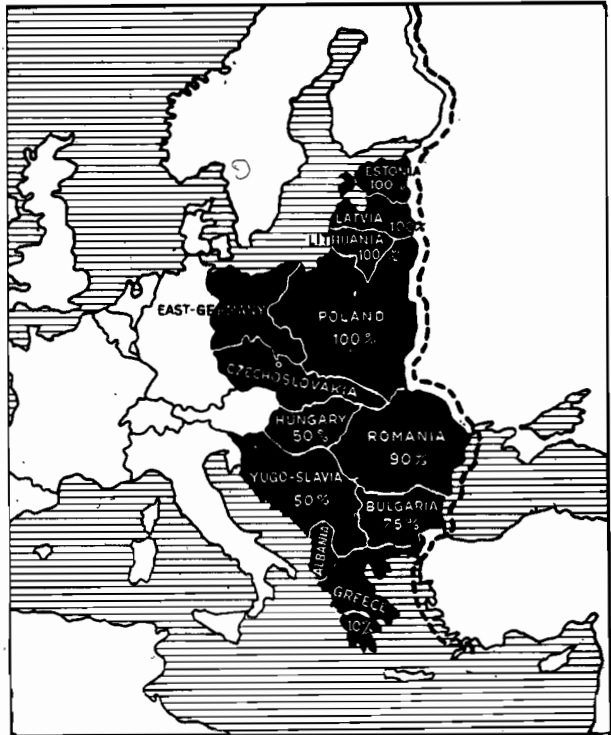 ESTONIA
100%
LATVIA 100%
LITHUANIA
100%
EAST-GERMANY
POLAND
100%
CZECHOSLOVAKIA
HUNGARY
50%
ROMANIA
90%
YUGO-SLAVIA
50%
BULGARIA
75%
ALBANIA
GREECE
10%